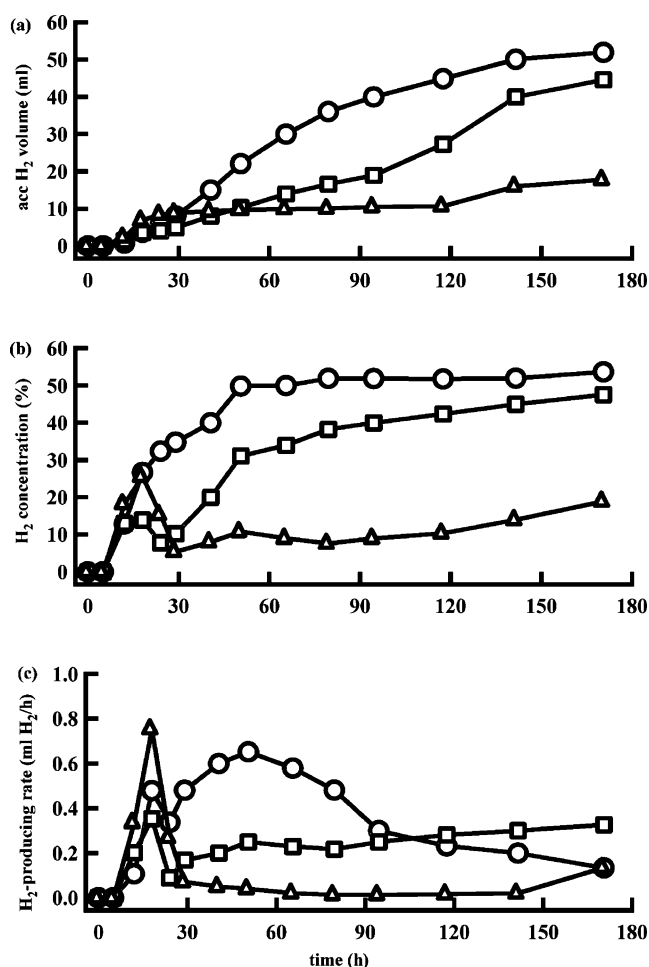 (a)
60
50
40
30
20
10
0
acc H₂ volume (ml)
0 30 60 90 120 150 180
(b)
60
50
40
30
20
10
0
H₂ concentration (%)
0 30 60 90 120 150 180
(c)
1.0
0.8
0.6
0.4
0.2
0.0
H₂-producing rate (ml H₂/h)
0 30 60 90 120 150 180
time (h)